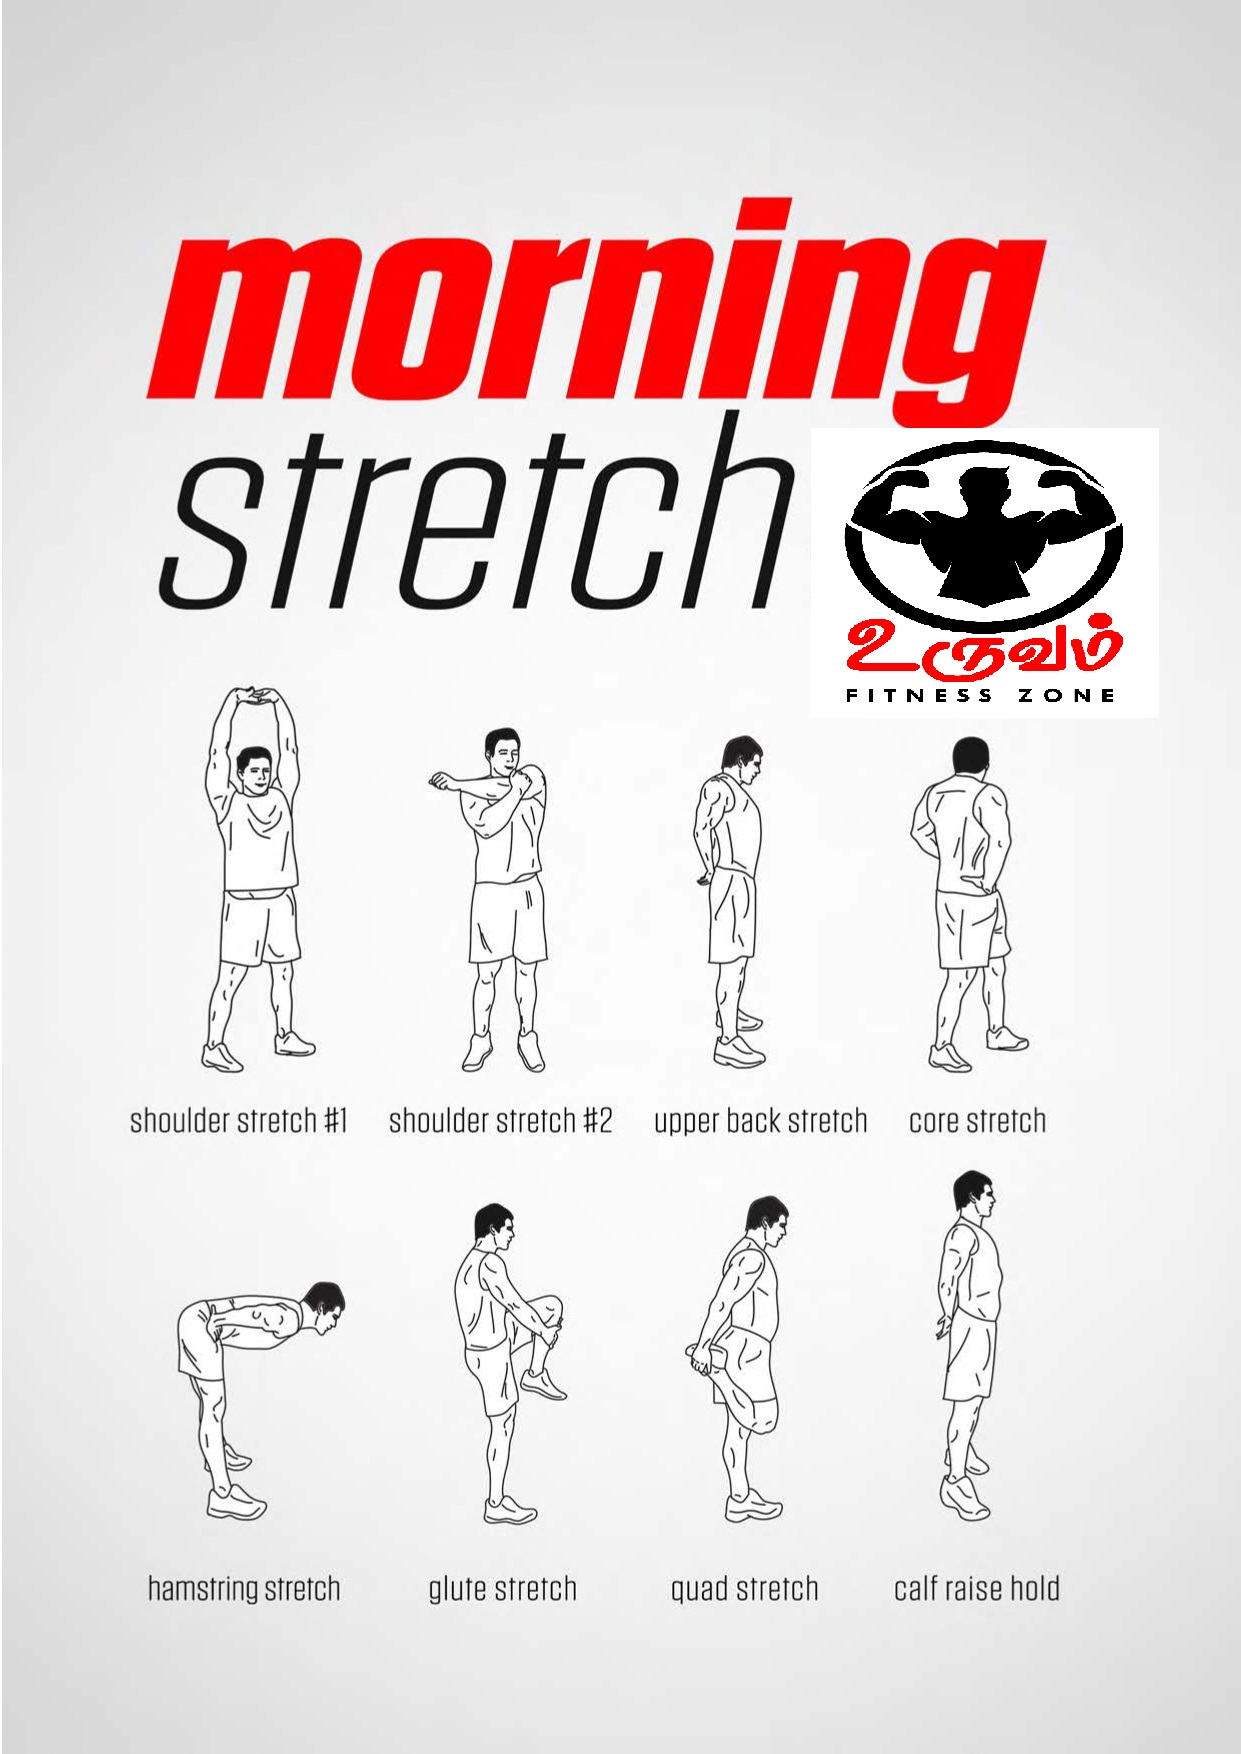 morning
stretch
உருவம்
FITNESS ZONE
shoulder stretch #1
shoulder stretch #2
upper back stretch
core stretch
hamstring stretch
glute stretch
quad stretch
calf raise hold